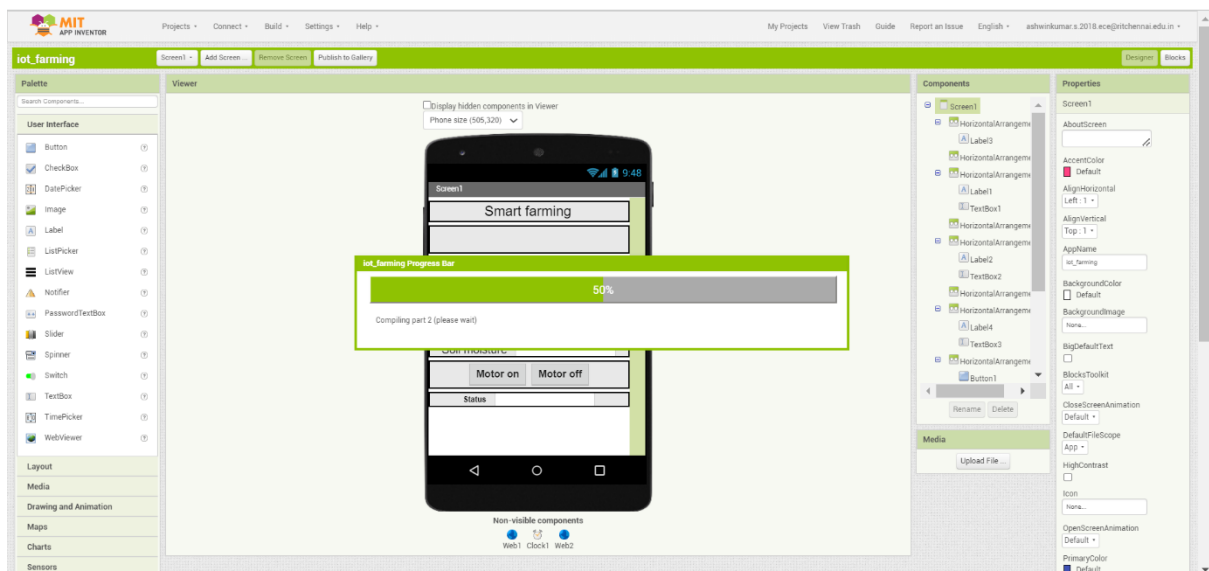 MIT
APP INVENTOR
Projects
Connect
Build
Settings
Help
My Projects
View Trash
Guide
Report an Issue
English
ashwinkumar.s.2018.ece@ritchennai.edu.in
iot_farming
Screen1
Add Screen ...
Remove Screen
Publish to Gallery
Designer
Blocks
Palette
Search Components...
User Interface
Button
CheckBox
DatePicker
Image
Label
ListPicker
ListView
Notifier
PasswordTextBox
Slider
Spinner
Switch
TextBox
TimePicker
WebViewer
Layout
Media
Drawing and Animation
Maps
Charts
Sensors
Viewer
Display hidden components in Viewer
Phone size (505,320)
9:48
Screen1
Smart farming
iot_farming Progress Bar
50%
Compiling part 2 (please wait)
Soil moisture
Motor on
Motor off
Status
Non-visible components
Web1
Clock1
Web2
Components
Screen1
HorizontalArrangeme
Label3
HorizontalArrangeme
HorizontalArrangeme
Label1
TextBox1
HorizontalArrangeme
HorizontalArrangeme
Label2
TextBox2
HorizontalArrangeme
HorizontalArrangeme
Label4
TextBox3
HorizontalArrangeme
Button1
Rename
Delete
Media
Upload File ...
Properties
Screen1
AboutScreen
AccentColor
Default
AlignHorizontal
Left : 1
AlignVertical
Top : 1
AppName
iot_farming
BackgroundColor
Default
BackgroundImage
None...
BigDefaultText
BlocksToolkit
All
CloseScreenAnimation
Default
DefaultFileScope
App
HighContrast
Icon
None...
OpenScreenAnimation
Default
PrimaryColor
Default